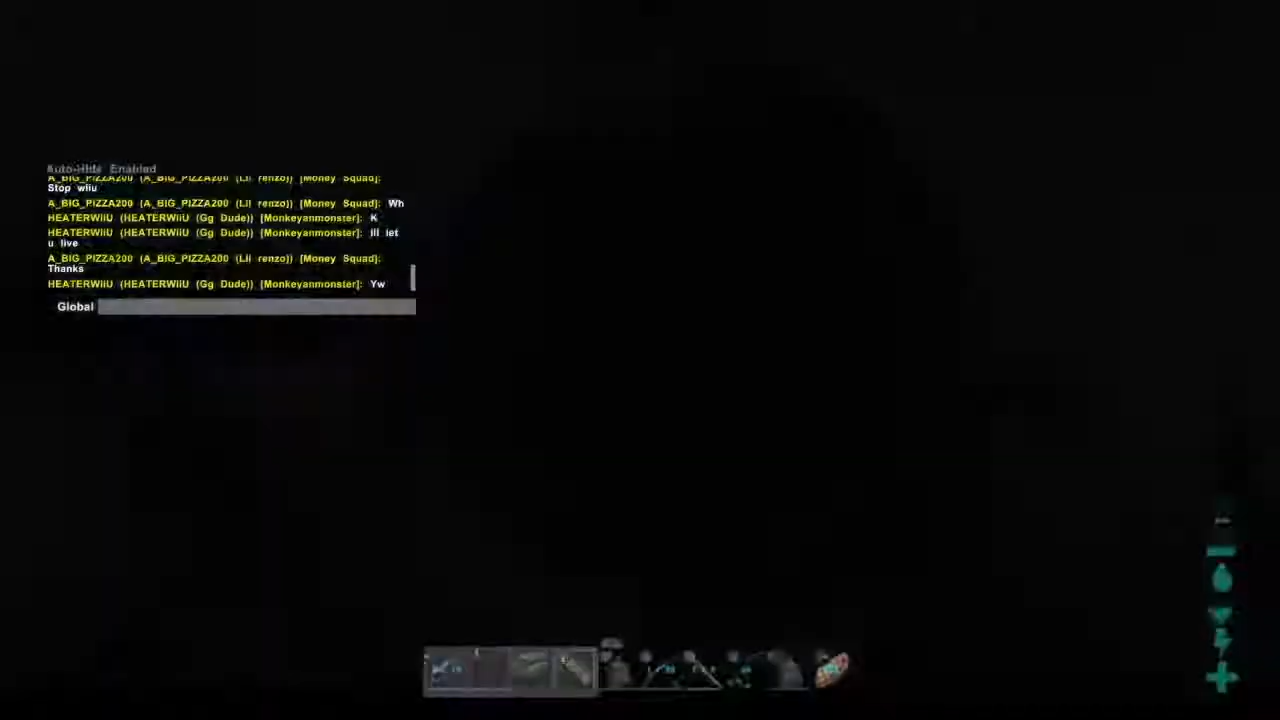 Auto-Hide Enabled
A_BIG_PIZZA200 (A_BIG_PIZZA200 (Lil renzo)) [Money Squad]:
Stop wiiu
A_BIG_PIZZA200 (A_BIG_PIZZA200 (Lil renzo)) [Money Squad]: Wh
HEATERWiiU (HEATERWiiU (Gg Dude)) [Monkeyanmonster]: K
HEATERWiiU (HEATERWiiU (Gg Dude)) [Monkeyanmonster]: Ill let
u live
A_BIG_PIZZA200 (A_BIG_PIZZA200 (Lil renzo)) [Money Squad]:
Thanks
HEATERWiiU (HEATERWiiU (Gg Dude)) [Monkeyanmonster]: Yw
Global